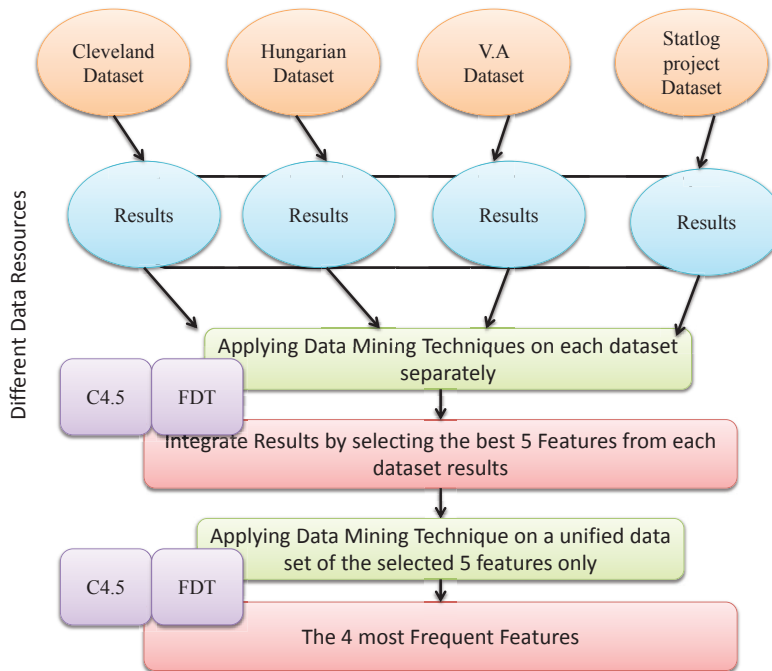 Cleveland
Dataset
Hungarian
Dataset
V.A
Dataset
Statlog
project
Dataset
Different Data Resources
Results
Results
Results
Results
Applying Data Mining Techniques on each dataset
separately
C4.5
FDT
Integrate Results by selecting the best 5 Features from each
dataset results
Applying Data Mining Technique on a unified data
set of the selected 5 features only
C4.5
FDT
The 4 most Frequent Features